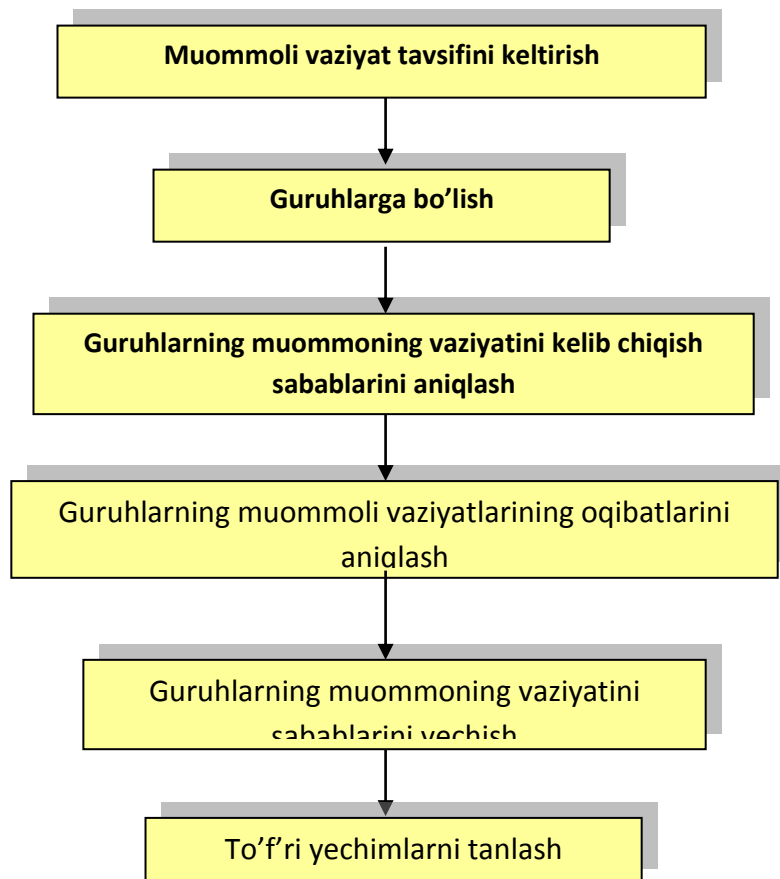 Muommoli vaziyat tavsifini keltirish
Guruhlarga bo’lish
Guruhlarning muommoning vaziyatini kelib chiqish
sabablarini aniqlash
Guruhlarning muommoli vaziyatlarining oqibatlarini
aniqlash
Guruhlarning muommoning vaziyatini
sabablarini yechish
To’f’ri yechimlarni tanlash